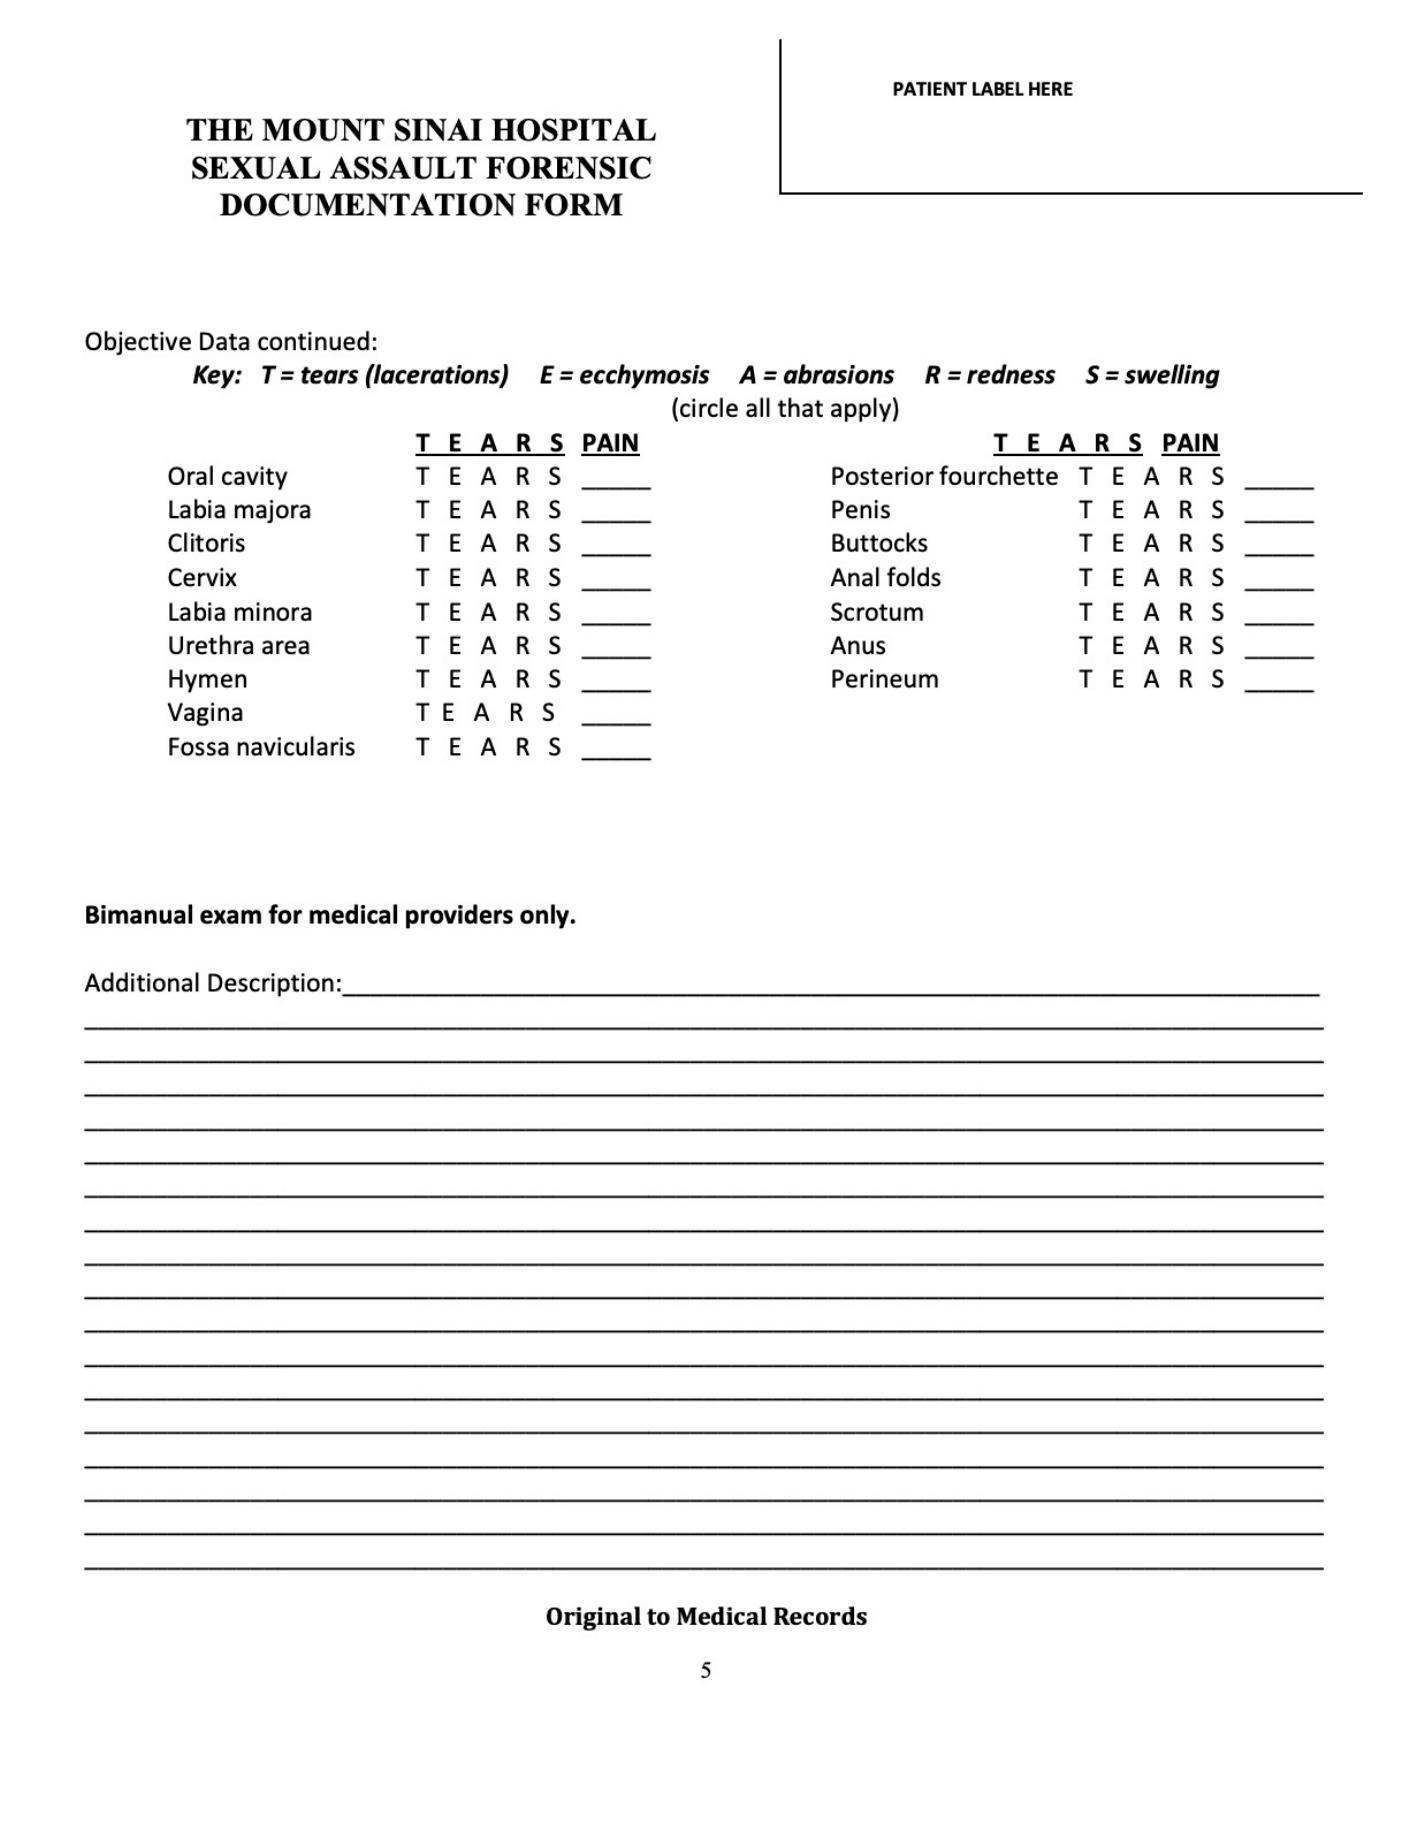 PATIENT LABEL HERE
THE MOUNT SINAI HOSPITAL
SEXUAL ASSAULT FORENSIC
DOCUMENTATION FORM
Objective Data continued:
Key: T = tears (lacerations) E = ecchymosis A = abrasions R = redness S = swelling
(circle all that apply)
T E A R S PAIN T E A R S PAIN
Oral cavity T E A R S _____ Posterior fourchette T E A R S _____
Labia majora T E A R S _____ Penis T E A R S _____
Clitoris T E A R S _____ Buttocks T E A R S _____
Cervix T E A R S _____ Anal folds T E A R S _____
Labia minora T E A R S _____ Scrotum T E A R S _____
Urethra area T E A R S _____ Anus T E A R S _____
Hymen T E A R S _____ Perineum T E A R S _____
Vagina T E A R S _____
Fossa navicularis T E A R S _____
Bimanual exam for medical providers only.
Additional Description:
Original to Medical Records
5